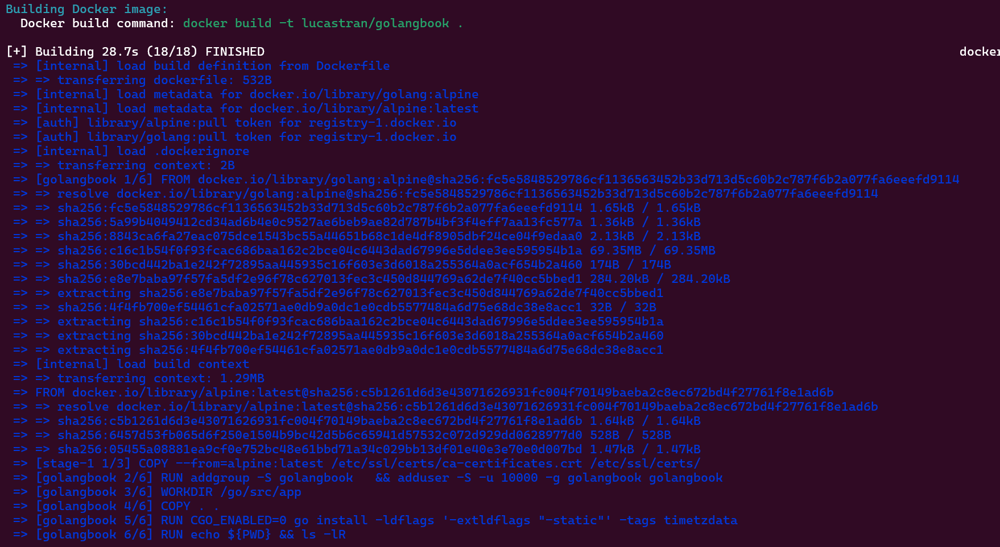 Building Docker image:
Docker build command: docker build -t lucastran/golangbook .
[+] Building 28.7s (18/18) FINISHED docker
=> [internal] load build definition from Dockerfile
=> => transferring dockerfile: 532B
=> [internal] load metadata for docker.io/library/golang:alpine
=> [internal] load metadata for docker.io/library/alpine:latest
=> [auth] library/alpine:pull token for registry-1.docker.io
=> [auth] library/golang:pull token for registry-1.docker.io
=> [internal] load .dockerignore
=> => transferring context: 2B
=> [golangbook 1/6] FROM docker.io/library/golang:alpine@sha256:fc5e5848529786cf1136563452b33d713d5c60b2c787f6b2a077fa6eeefd9114
=> => resolve docker.io/library/golang:alpine@sha256:fc5e5848529786cf1136563452b33d713d5c60b2c787f6b2a077fa6eeefd9114
=> => sha256:fc5e5848529786cf1136563452b33d713d5c60b2c787f6b2a077fa6eeefd9114 1.65kB / 1.65kB
=> => sha256:5a99b4049412cd34ad6b4e0c9527ae6beb9ae82d787b4bf3f4eff7aa13fc577a 1.36kB / 1.36kB
=> => sha256:8843ca6fa27eac075dce1543bc55a44651b68c1de4df8905dbf24ce04f9edaa0 2.13kB / 2.13kB
=> => sha256:c16c1b54f0f93fcac686baa162c2bce04c6443dad67996e5ddee3ee595954b1a 69.35MB / 69.35MB
=> => sha256:30bcd442ba1e242f72895aa445935c16f603e3d6018a255364a0acf654b2a460 174B / 174B
=> => sha256:e8e7baba97f57fa5df2e96f78c627013fec3c450d844769a62de7f40cc5bbed1 284.20kB / 284.20kB
=> => extracting sha256:e8e7baba97f57fa5df2e96f78c627013fec3c450d844769a62de7f40cc5bbed1
=> => sha256:4f4fb700ef54461cfa02571ae0db9a0dc1e0cdb5577484a6d75e68dc38e8acc1 32B / 32B
=> => extracting sha256:c16c1b54f0f93fcac686baa162c2bce04c6443dad67996e5ddee3ee595954b1a
=> => extracting sha256:30bcd442ba1e242f72895aa445935c16f603e3d6018a255364a0acf654b2a460
=> => extracting sha256:4f4fb700ef54461cfa02571ae0db9a0dc1e0cdb5577484a6d75e68dc38e8acc1
=> [internal] load build context
=> => transferring context: 1.29MB
=> FROM docker.io/library/alpine:latest@sha256:c5b1261d6d3e43071626931fc004f70149baeba2c8ec672bd4f27761f8e1ad6b
=> => resolve docker.io/library/alpine:latest@sha256:c5b1261d6d3e43071626931fc004f70149baeba2c8ec672bd4f27761f8e1ad6b
=> => sha256:c5b1261d6d3e43071626931fc004f70149baeba2c8ec672bd4f27761f8e1ad6b 1.64kB / 1.64kB
=> => sha256:6457d53fb065d6f250e1504b9bc42d5b6c65941d57532c072d929dd0628977d0 528B / 528B
=> => sha256:05455a08881ea9cf0e752bc48e61bbd71a34c029bb13df01e40e3e70e0d007bd 1.47kB / 1.47kB
=> [stage-1 1/3] COPY --from=alpine:latest /etc/ssl/certs/ca-certificates.crt /etc/ssl/certs/
=> [golangbook 2/6] RUN addgroup -S golangbook   && adduser -S -u 10000 -g golangbook golangbook
=> [golangbook 3/6] WORKDIR /go/src/app
=> [golangbook 4/6] COPY . .
=> [golangbook 5/6] RUN CGO_ENABLED=0 go install -ldflags '-extldflags "-static"' -tags timetzdata
=> [golangbook 6/6] RUN echo ${PWD} && ls -lR